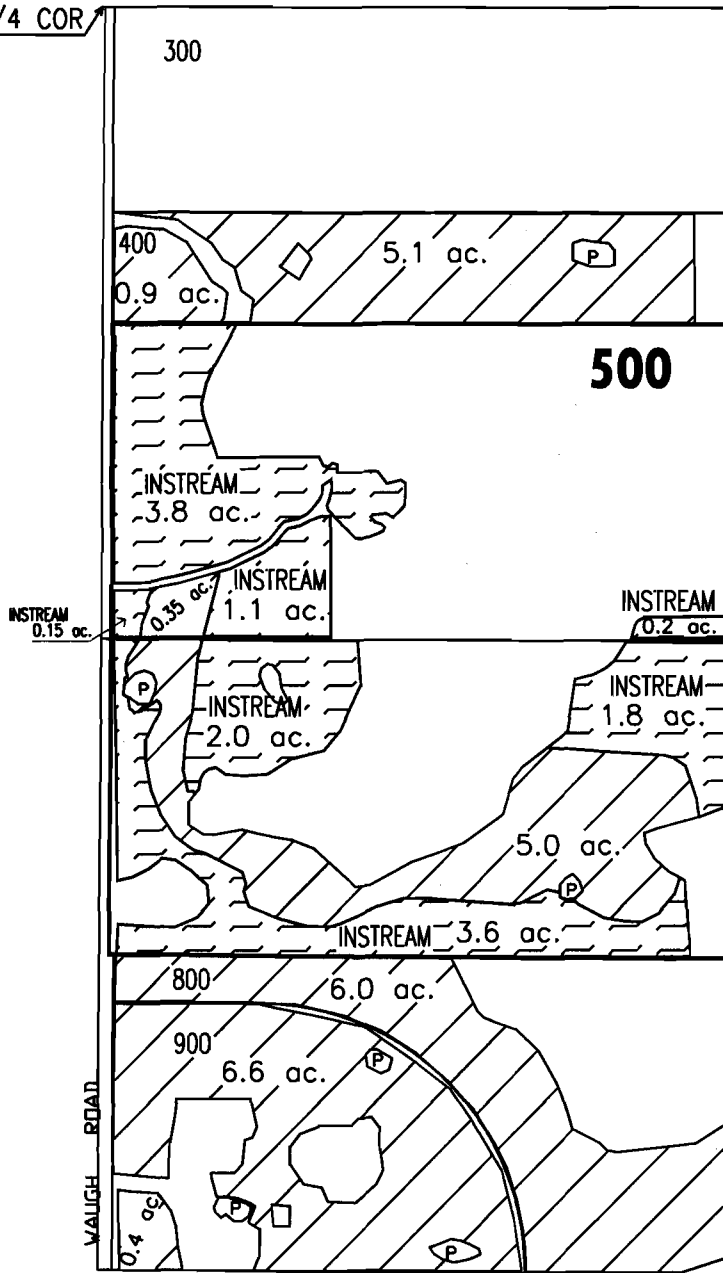 /4 COR
300
400
5.1 ac.
P
0.9 ac.
500
INSTREAM
3.8 ac.
INSTREAM
1.1 ac.
0.35 ac.
INSTREAM
0.15 ac.
INSTREAM
0.2 ac.
P
INSTREAM
2.0 ac.
INSTREAM
1.8 ac.
5.0 ac.
P
INSTREAM 3.6 ac.
800
6.0 ac.
900
6.6 ac.
P
WAUGH ROAD
0.4 ac.
P
P